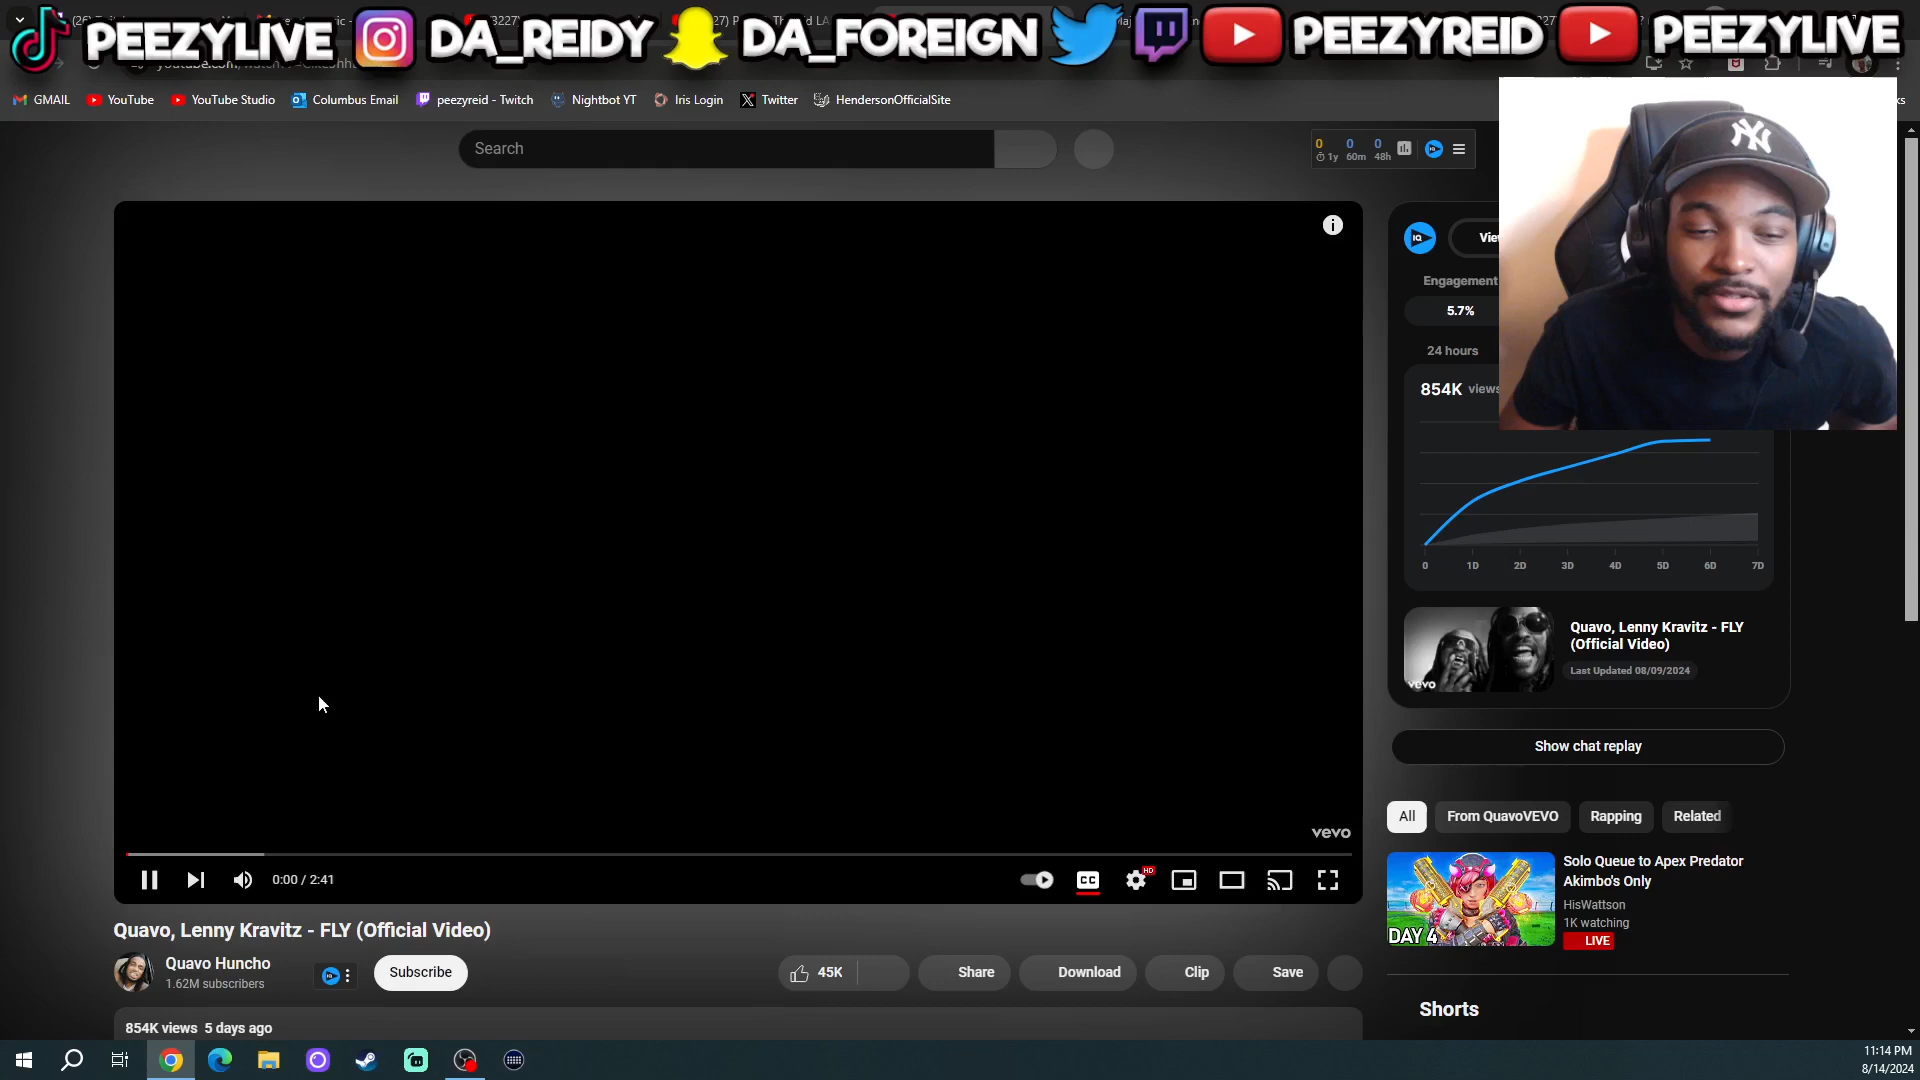 PEEZYLIVE DA_REIDY DA_FOREIGN PEEZYREID PEEZYLIVE
GMAIL YouTube YouTube Studio Columbus Email peezyreid - Twitch Nightbot YT Iris Login Twitter HendersonOfficialSite
Search
0 0 0
1y 60m 48h
Engagement
5.7%
24 hours
854K views
0 1D 2D 3D 4D 5D 6D 7D
Quavo, Lenny Kravitz - FLY
(Official Video)
Last Updated 08/09/2024
vevo
Show chat replay
All From QuavoVEVO Rapping Related
vevo
0:00 / 2:41
CC
HD
Solo Queue to Apex Predator
Akimbo's Only
HisWattson
1K watching
LIVE
DAY 4
Quavo, Lenny Kravitz - FLY (Official Video)
Quavo Huncho
1.62M subscribers
Subscribe
45K Share Download Clip Save
Shorts
854K views 5 days ago
11:14 PM
8/14/2024